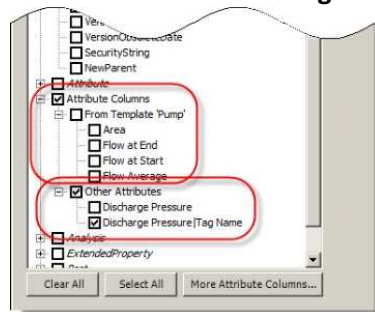 VersionObsoleteDate
SecurityString
NewParent
Attribute
Attribute Columns
From Template 'Pump'
Area
Flow at End
Flow at Start
Flow Average
Other Attributes
Discharge Pressure
Discharge Pressure|Tag Name
Analysis
ExtendedProperty
Clear All
Select All
More Attribute Columns...